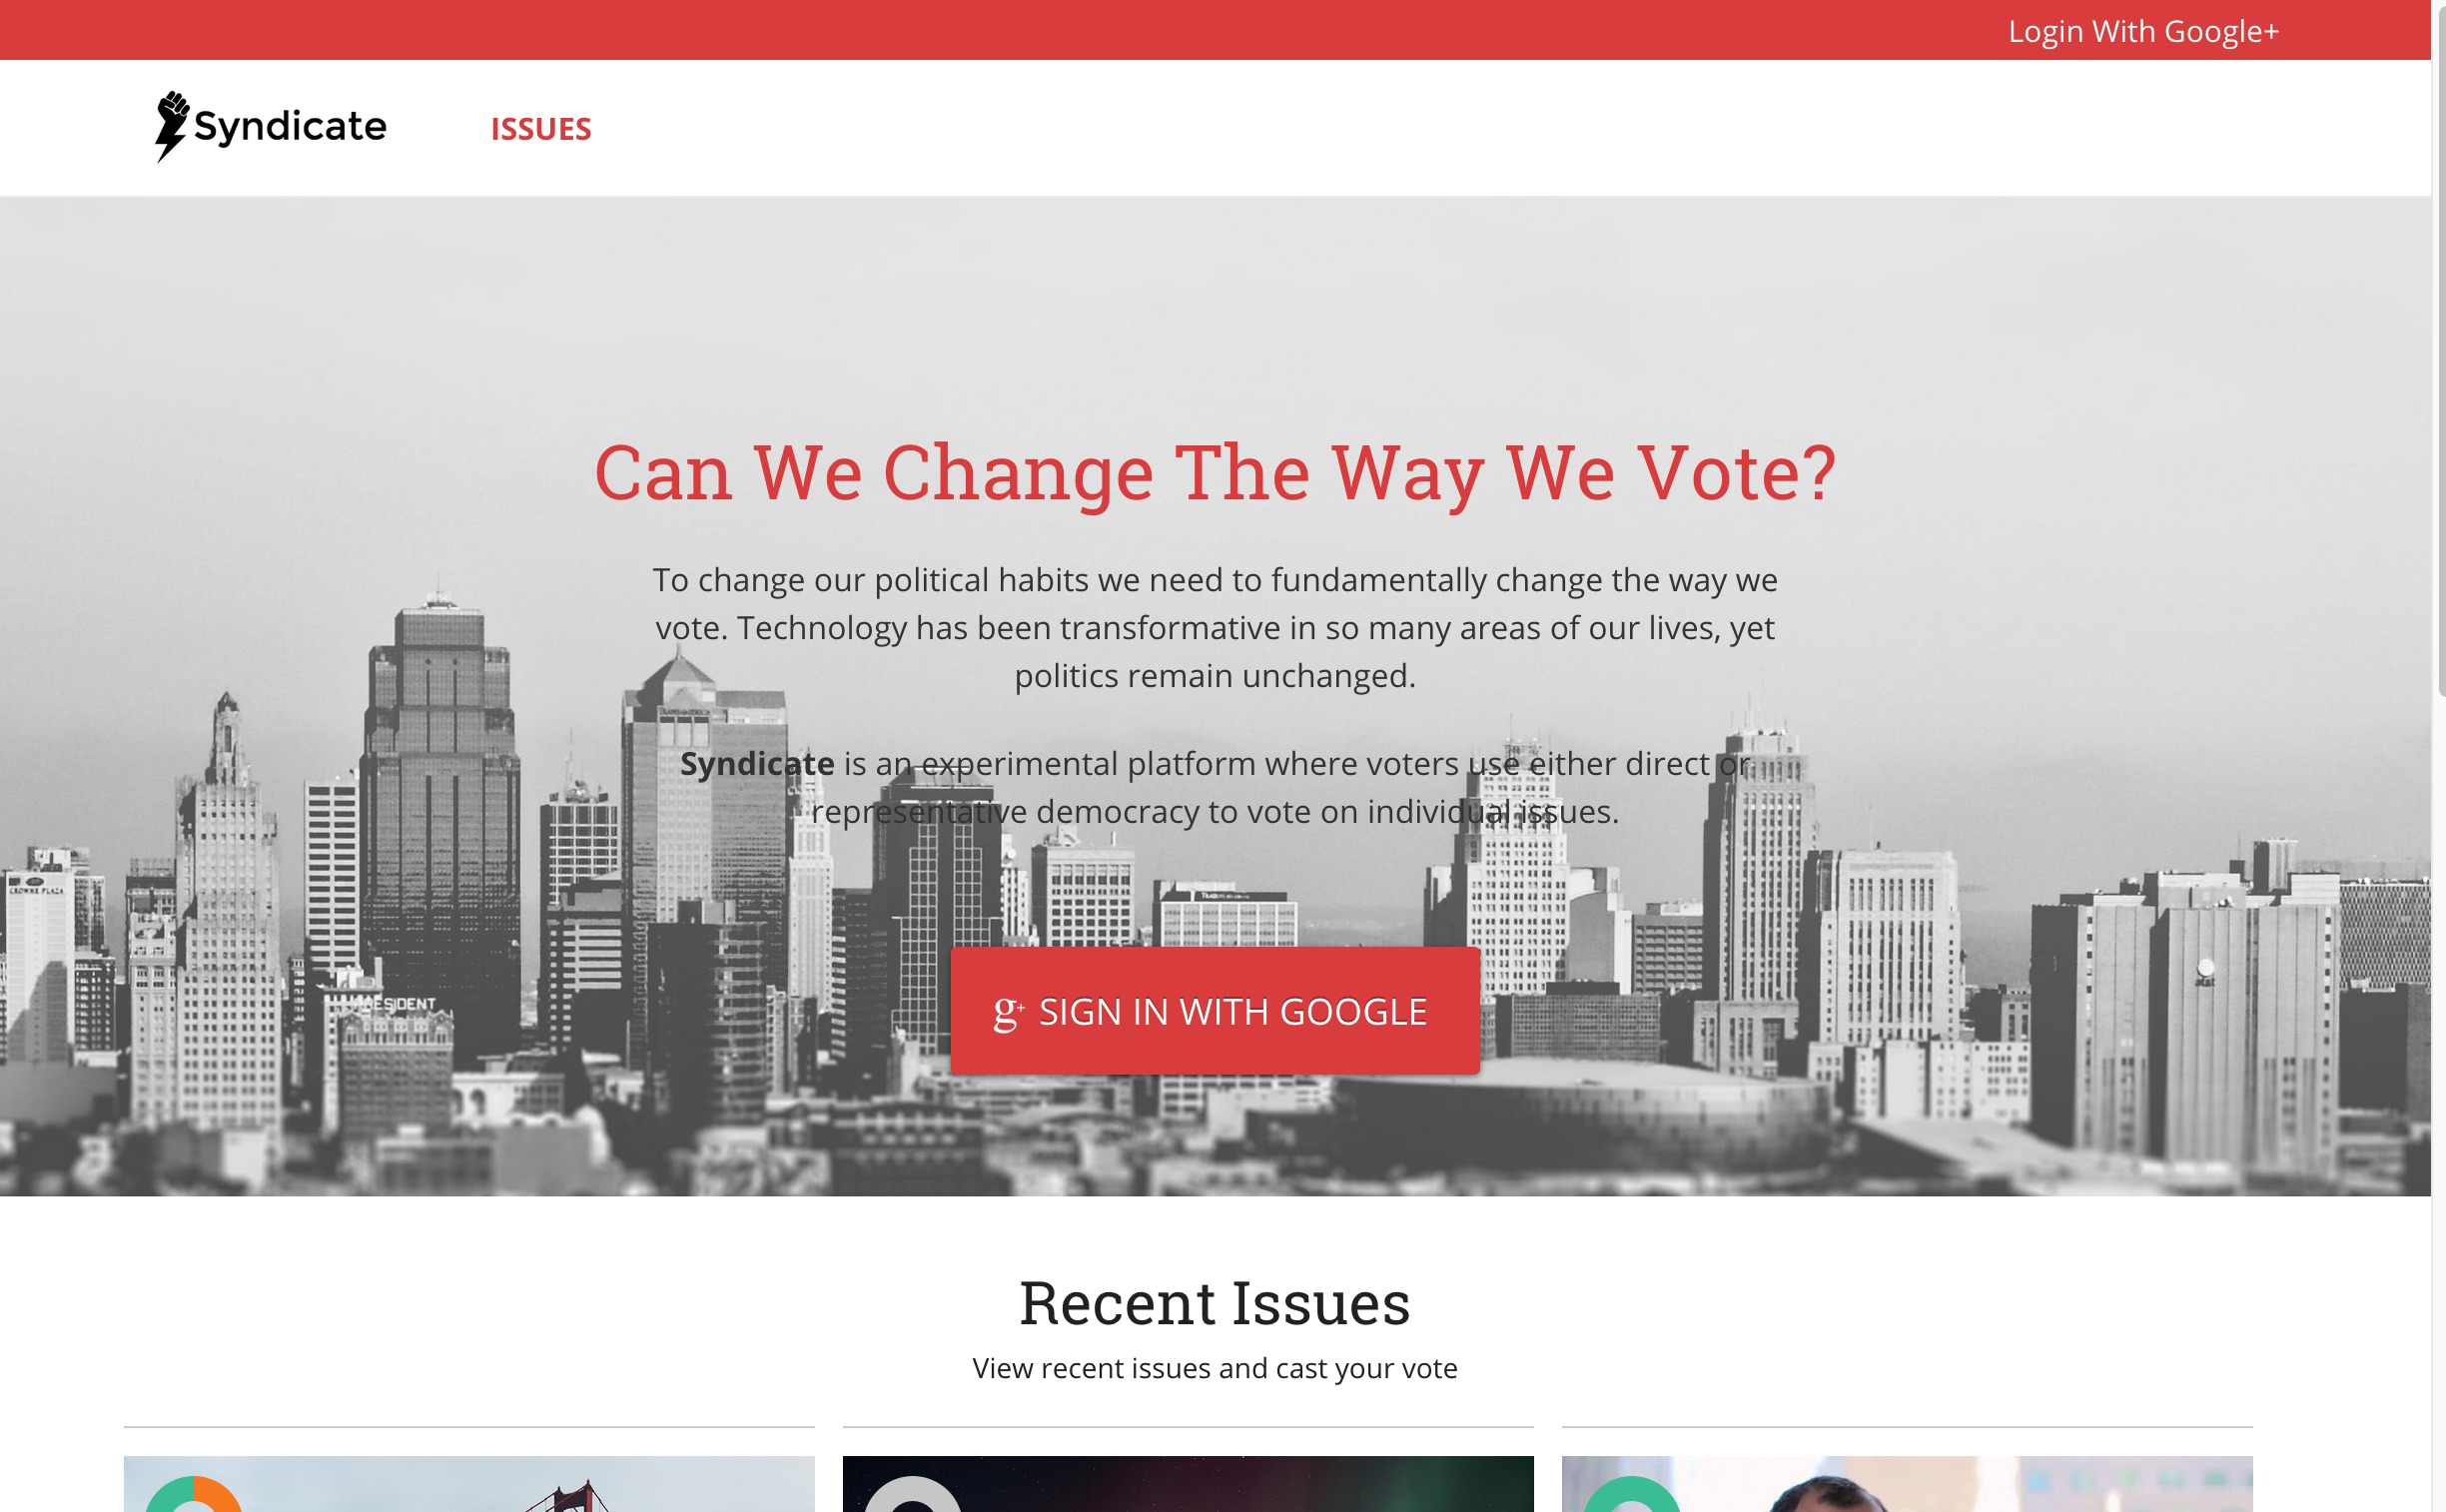 Login With Google+
Syndicate
ISSUES
Can We Change The Way We Vote?
To change our political habits we need to fundamentally change the way we
vote. Technology has been transformative in so many areas of our lives, yet
politics remain unchanged.
Syndicate is an experimental platform where voters use either direct or
representative democracy to vote on individual issues.
CROWNE PLAZA
PRESIDENT
g+ SIGN IN WITH GOOGLE
Recent Issues
View recent issues and cast your vote